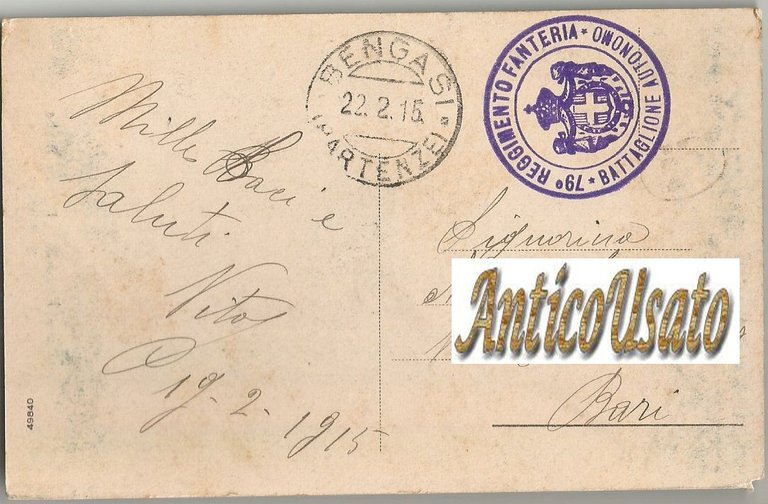 BENGASI
22.2.15.
(PARTENZE)
79º REGGIMENTO FANTERIA * BATTAGLIONE AUTONOMO *
Mille Baci e
Saluti
Vito
19-2-1915
Signorina
AnticoUsato
Bari
49840